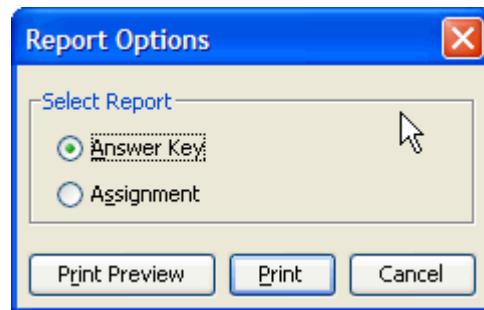 Report Options
Select Report
Answer Key
Assignment
Print Preview Print Cancel